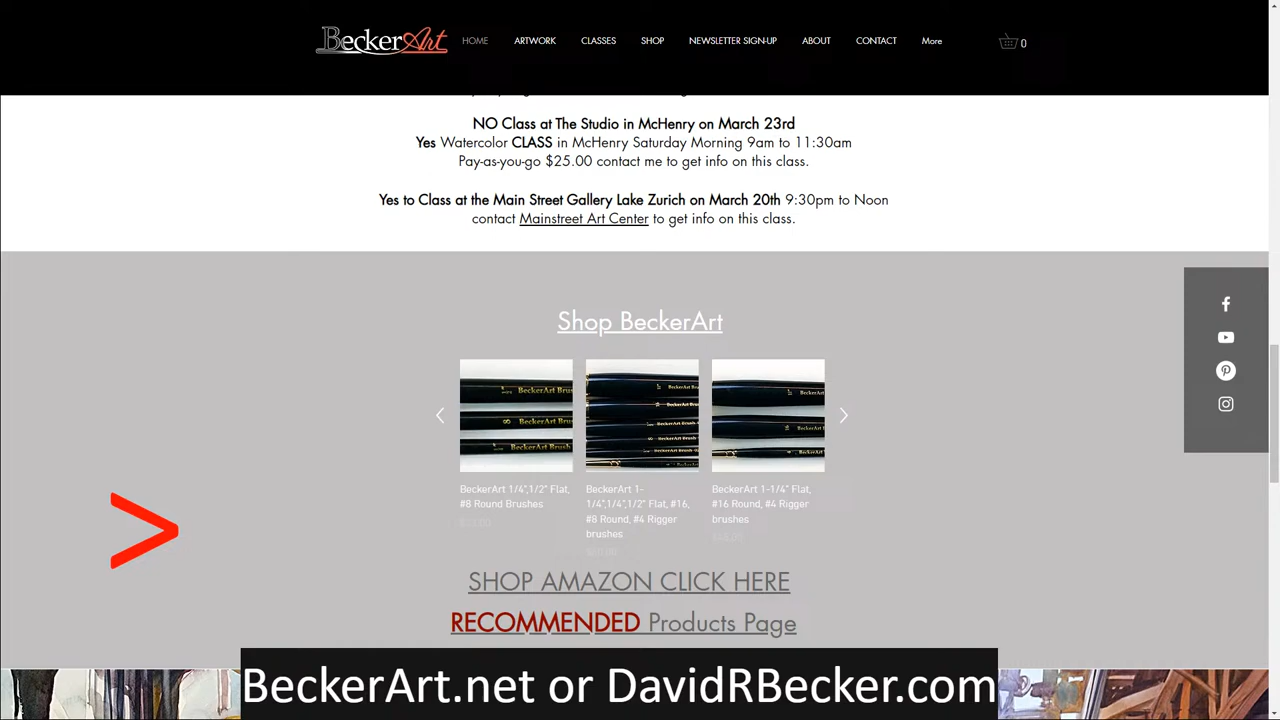 BeckerArt
HOME
ARTWORK
CLASSES
SHOP
NEWSLETTER SIGN-UP
ABOUT
CONTACT
More
0
NO Class at The Studio in McHenry on March 23rd
Yes Watercolor CLASS in McHenry Saturday Morning 9am to 11:30am
Pay-as-you-go $25.00 contact me to get info on this class.
Yes to Class at the Main Street Gallery Lake Zurich on March 20th 9:30pm to Noon
contact Mainstreet Art Center to get info on this class.
Shop BeckerArt
BeckerArt 1/4",1/2" Flat,
#8 Round Brushes
BeckerArt 1-
1/4",1/4",1/2" Flat, #16,
#8 Round, #4 Rigger
brushes
BeckerArt 1-1/4" Flat,
#16 Round, #4 Rigger
brushes
>
SHOP AMAZON CLICK HERE
RECOMMENDED Products Page
BeckerArt.net or DavidRBecker.com